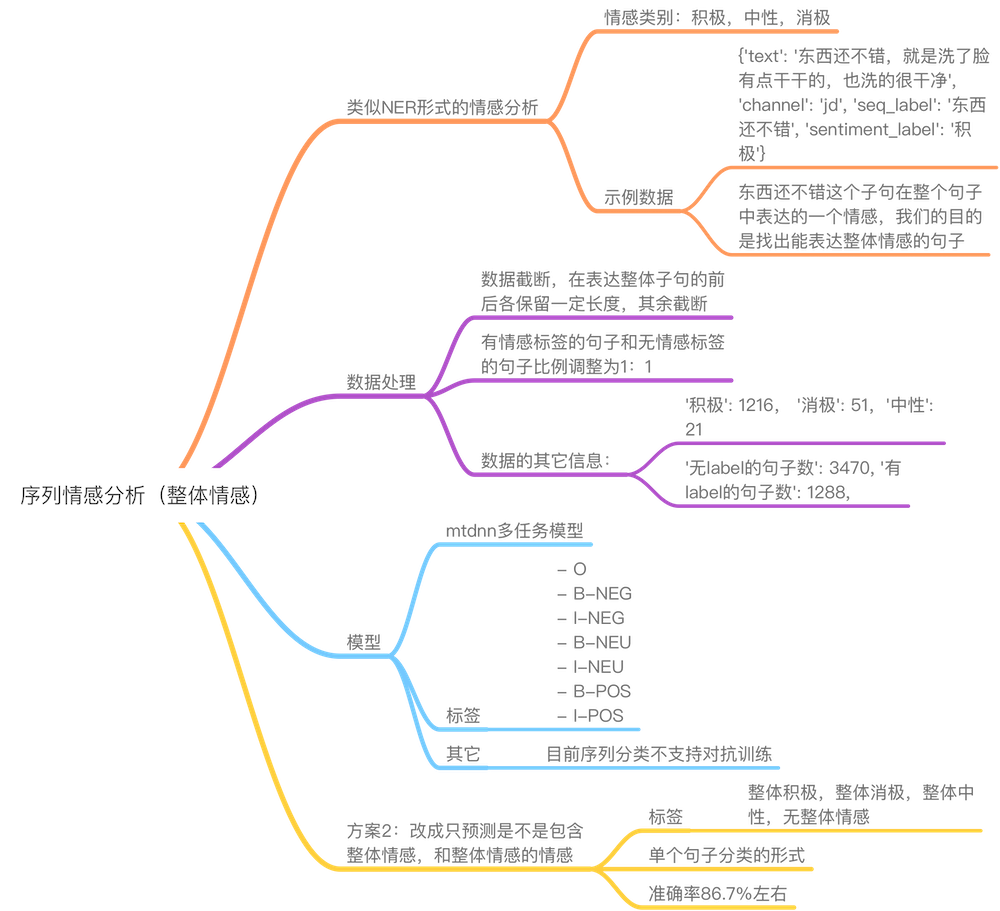 情感类别：积极，中性，消极
类似NER形式的情感分析
{'text': '东西还不错，就是洗了脸
有点干干的，也洗的很干净',
'channel': 'jd', 'seq_label': '东西
还不错', 'sentiment_label': '积
极'}
示例数据
东西还不错这个子句在整个句子
中表达的一个情感，我们的目的
是找出能表达整体情感的句子
数据截断，在表达整体子句的前
后各保留一定长度，其余截断
有情感标签的句子和无情感标签
的句子比例调整为1：1
数据处理
'积极': 1216， '消极': 51，'中性':
21
数据的其它信息：
'无label的句子数': 3470, '有
label的句子数': 1288,
序列情感分析（整体情感）
mtdnn多任务模型
- O
- B-NEG
- I-NEG
- B-NEU
- I-NEU
- B-POS
- I-POS
模型
标签
其它
目前序列分类不支持对抗训练
整体积极，整体消极，整体中
性，无整体情感
标签
方案2：改成只预测是不是包含
整体情感，和整体情感的情感
单个句子分类的形式
准确率86.7%左右